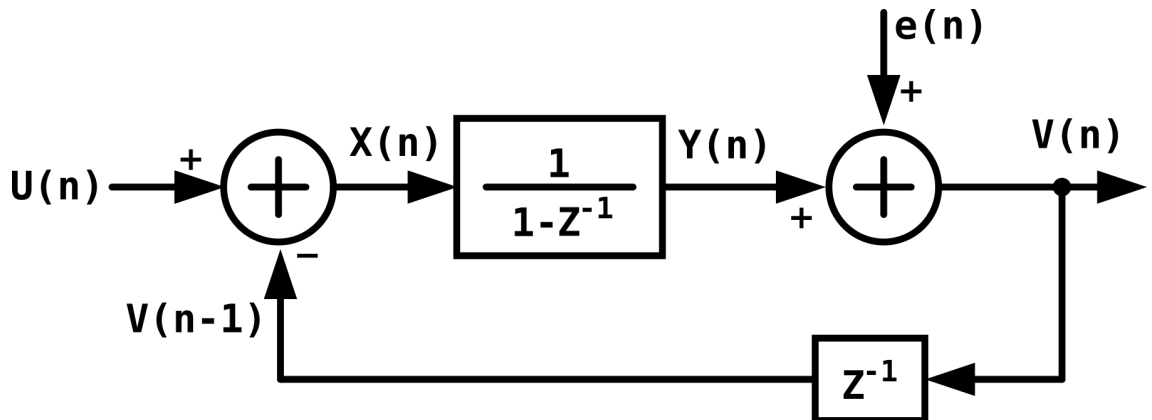 e(n)
+
X(n)
Y(n)
V(n)
U(n)
+
1
1-Z⁻¹
+
−
V(n-1)
Z⁻¹